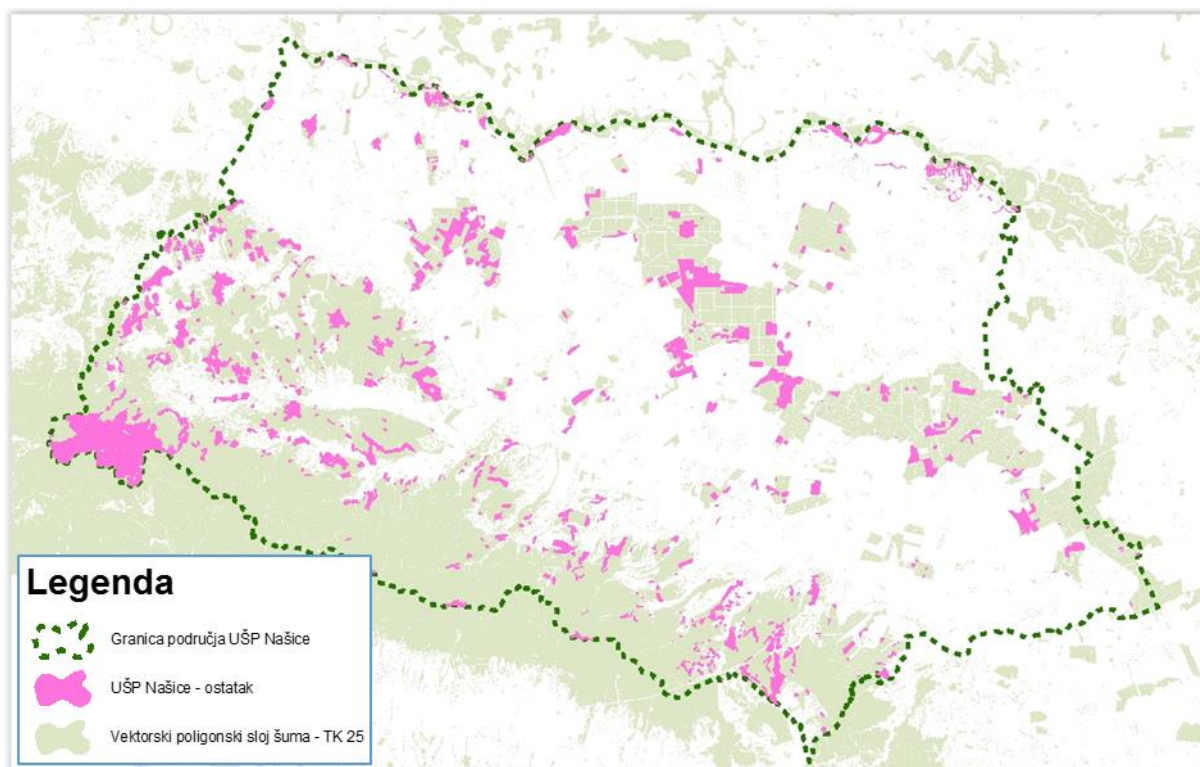 Legenda
Granica područja UŠP Našice
UŠP Našice - ostatak
Vektorski poligonski sloj šuma - TK 25